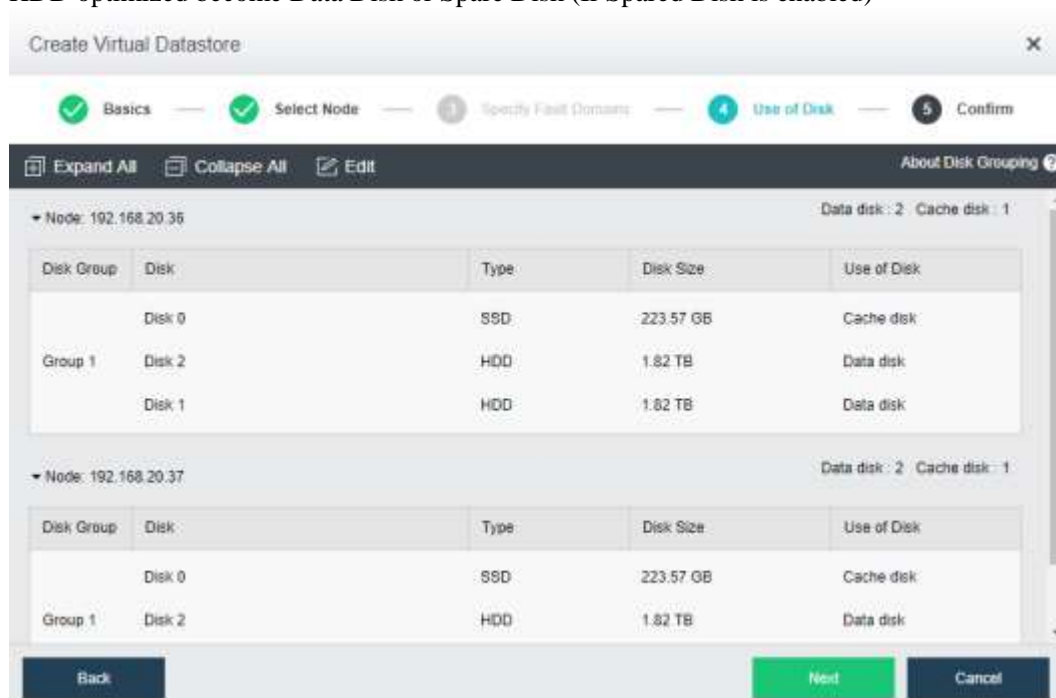 HDD optimized become Data Disk or Spare Disk (if Spared Disk is enabled)
Create Virtual Datastore ×
Basics Select Node 3 Specify Fault Domains 4 Use of Disk 5 Confirm
Expand All Collapse All Edit About Disk Grouping ?
Node: 192.168.20.36 Data disk : 2 Cache disk : 1
Disk Group Disk Type Disk Size Use of Disk
Disk 0 SSD 223.57 GB Cache disk
Group 1 Disk 2 HDD 1.82 TB Data disk
Disk 1 HDD 1.82 TB Data disk
Node: 192.168.20.37 Data disk : 2 Cache disk : 1
Disk Group Disk Type Disk Size Use of Disk
Disk 0 SSD 223.57 GB Cache disk
Group 1 Disk 2 HDD 1.82 TB Data disk
Back Next Cancel